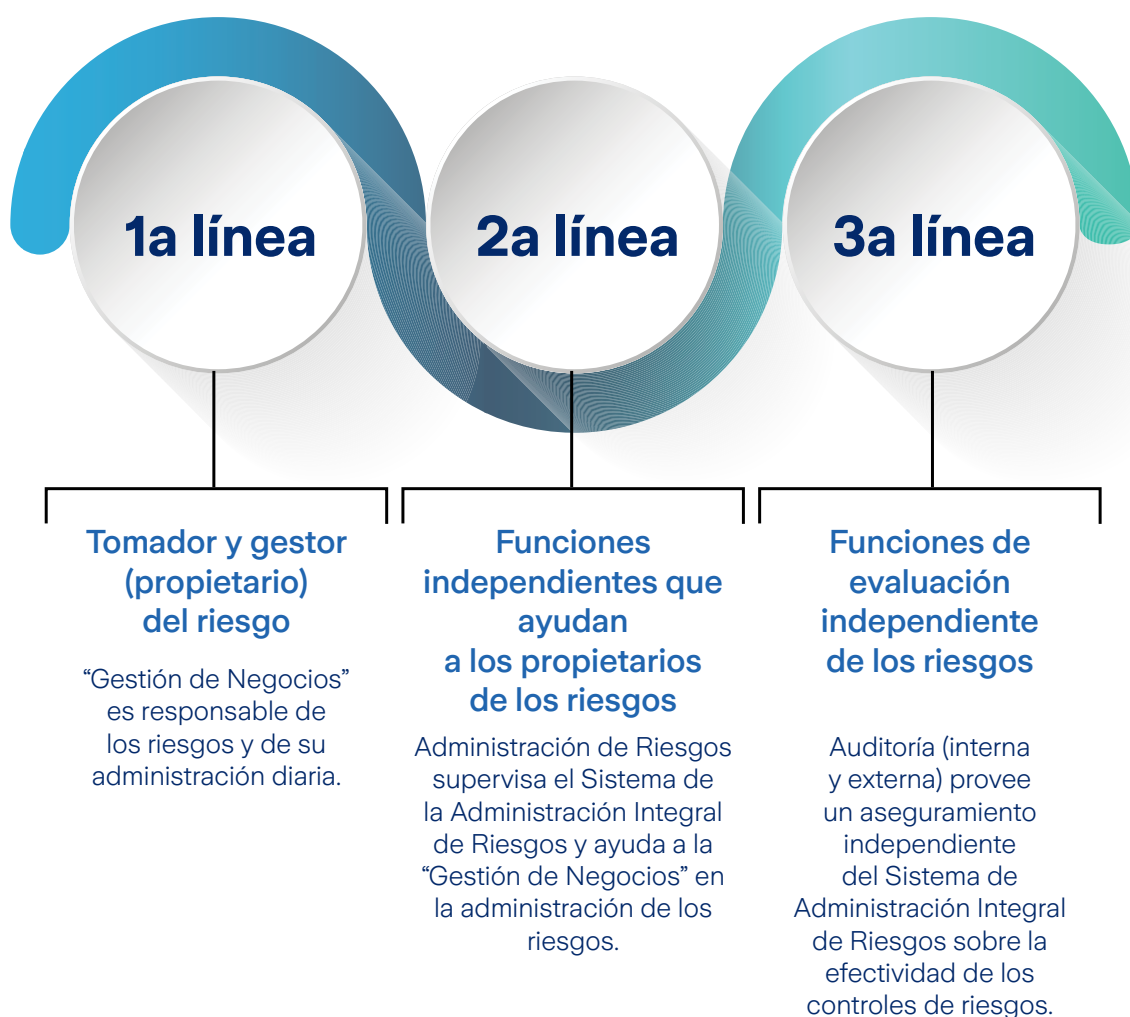 1a línea
2a línea
3a línea
Tomador y gestor
(propietario)
del riesgo
“Gestión de Negocios”
es responsable de
los riesgos y de su
administración diaria.
Funciones
independientes que
ayudan
a los propietarios
de los riesgos
Administración de Riesgos
supervisa el Sistema de
la Administración Integral
de Riesgos y ayuda a la
“Gestión de Negocios” en
la administración de los
riesgos.
Funciones de
evaluación
independiente
de los riesgos
Auditoría (interna
y externa) provee
un aseguramiento
independiente
del Sistema de
Administración Integral
de Riesgos sobre la
efectividad de los
controles de riesgos.